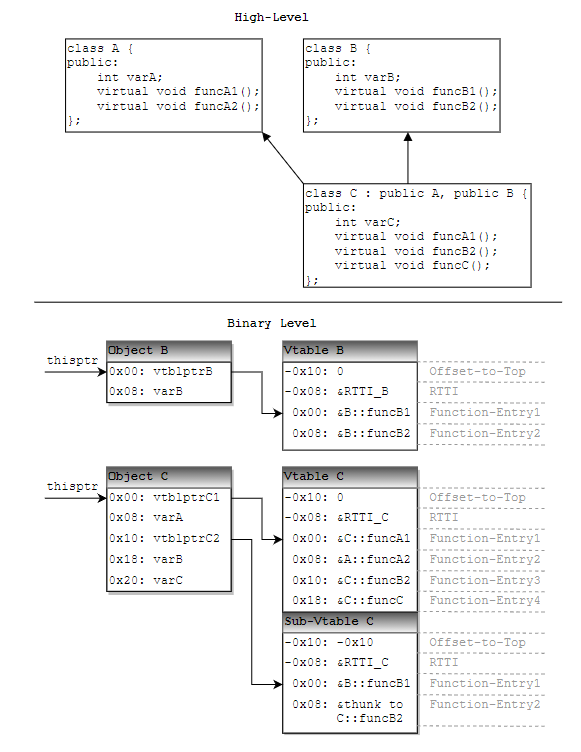 High-Level
class A {
public:
    int varA;
    virtual void funcA1();
    virtual void funcA2();
};
class B {
public:
    int varB;
    virtual void funcB1();
    virtual void funcB2();
};
class C : public A, public B {
public:
    int varC;
    virtual void funcA1();
    virtual void funcB2();
    virtual void funcC();
};
Binary Level
thisptr
Object B
0x00: vtblptrB
0x08: varB
Vtable B
-0x10: 0 Offset-to-Top
-0x08: &RTTI_B RTTI
0x00: &B::funcB1 Function-Entry1
0x08: &B::funcB2 Function-Entry2
thisptr
Object C
0x00: vtblptrC1
0x08: varA
0x10: vtblptrC2
0x18: varB
0x20: varC
Vtable C
-0x10: 0 Offset-to-Top
-0x08: &RTTI_C RTTI
0x00: &C::funcA1 Function-Entry1
0x08: &A::funcA2 Function-Entry2
0x10: &C::funcB2 Function-Entry3
0x18: &C::funcC Function-Entry4
Sub-Vtable C
-0x10: -0x10 Offset-to-Top
-0x08: &RTTI_C RTTI
0x00: &B::funcB1 Function-Entry1
0x08: &thunk to Function-Entry2
C::funcB2